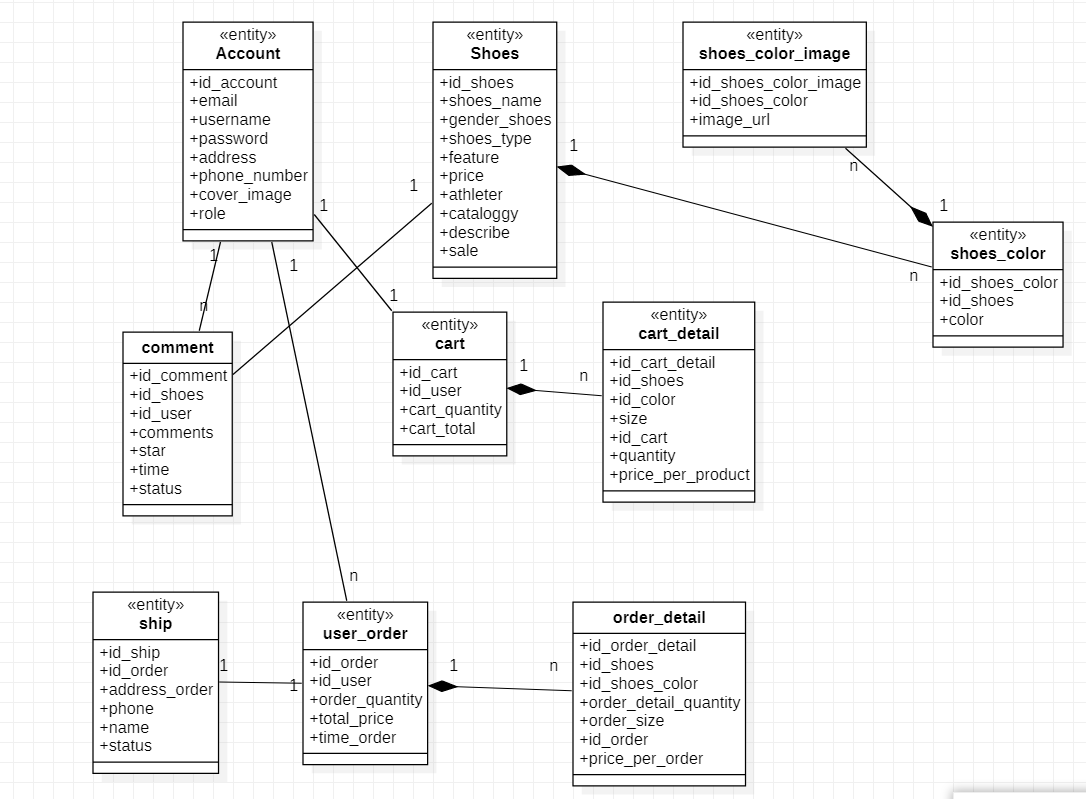 «entity»
Account
+id_account
+email
+username
+password
+address
+phone_number
+cover_image
+role
«entity»
Shoes
+id_shoes
+shoes_name
+gender_shoes
+shoes_type
+feature
+price
+athleter
+cataloggy
+describe
+sale
«entity»
shoes_color_image
+id_shoes_color_image
+id_shoes_color
+image_url
1
n
1
1
1
«entity»
shoes_color
+id_shoes_color
+id_shoes
+color
1
1
n
1
n
comment
+id_comment
+id_shoes
+id_user
+comments
+star
+time
+status
«entity»
cart
+id_cart
+id_user
+cart_quantity
+cart_total
1
n
«entity»
cart_detail
+id_cart_detail
+id_shoes
+id_color
+size
+id_cart
+quantity
+price_per_product
n
«entity»
ship
+id_ship
+id_order
+address_order
+phone
+name
+status
1
1
«entity»
user_order
+id_order
+id_user
+order_quantity
+total_price
+time_order
1
n
order_detail
+id_order_detail
+id_shoes
+id_shoes_color
+order_detail_quantity
+order_size
+id_order
+price_per_order